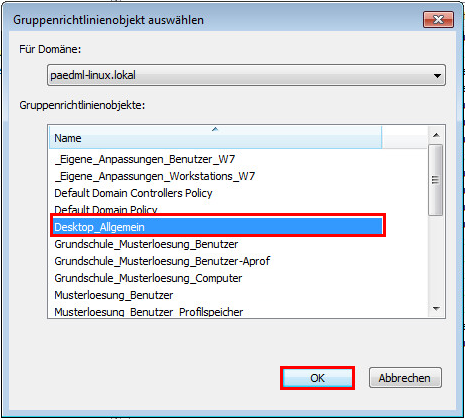 Gruppenrichtlinienobjekt auswählen
Für Domäne:
paedml-linux.lokal
Gruppenrichtlinienobjekte:
Name
_Eigene_Anpassungen_Benutzer_W7
_Eigene_Anpassungen_Workstations_W7
Default Domain Controllers Policy
Default Domain Policy
Desktop_Allgemein
Grundschule_Musterloesung_Benutzer
Grundschule_Musterloesung_Benutzer-Aprof
Grundschule_Musterloesung_Computer
Musterloesung_Benutzer
Musterloesung_Benutzer_Profilspeicher
OK
Abbrechen